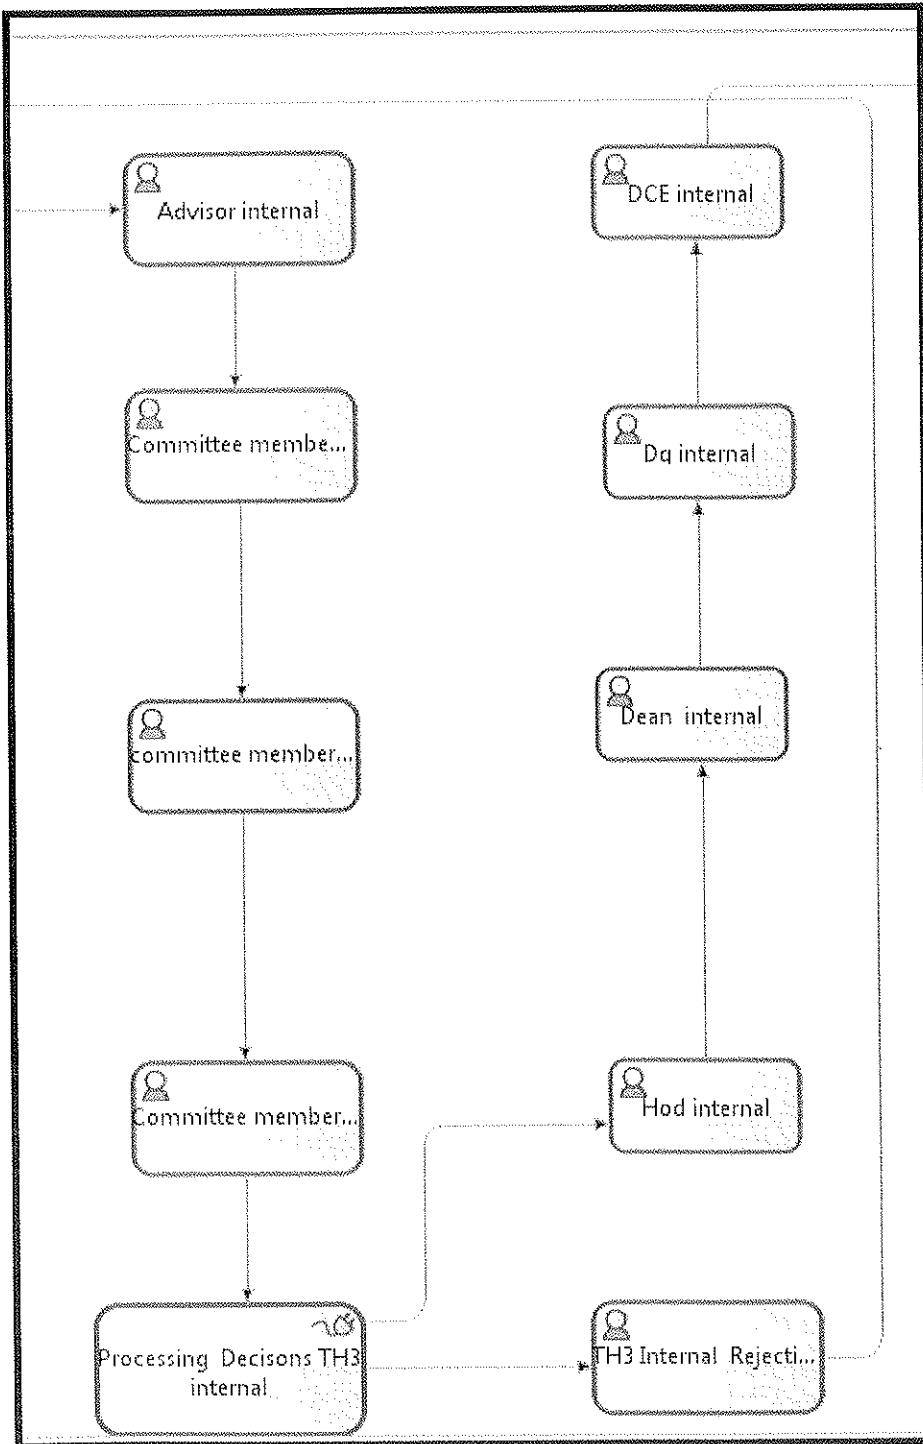 Advisor internal
Committee membe...
committee member...
Committee member...
Processing Decisons TH3
internal
DCE internal
Dq internal
Dean internal
Hod internal
TH3 Internal Rejecti...